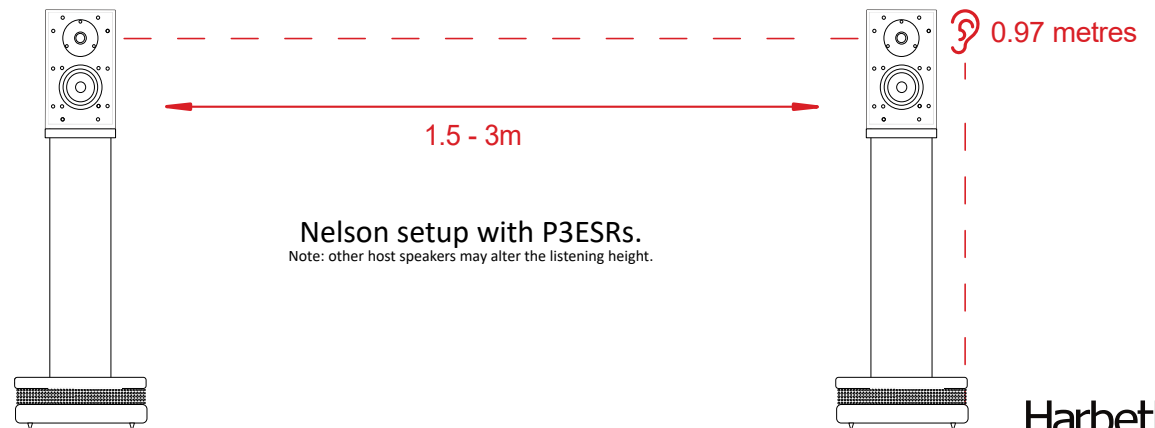 0.97 metres
1.5 - 3m
Nelson setup with P3ESRs.
Note: other host speakers may alter the listening height.